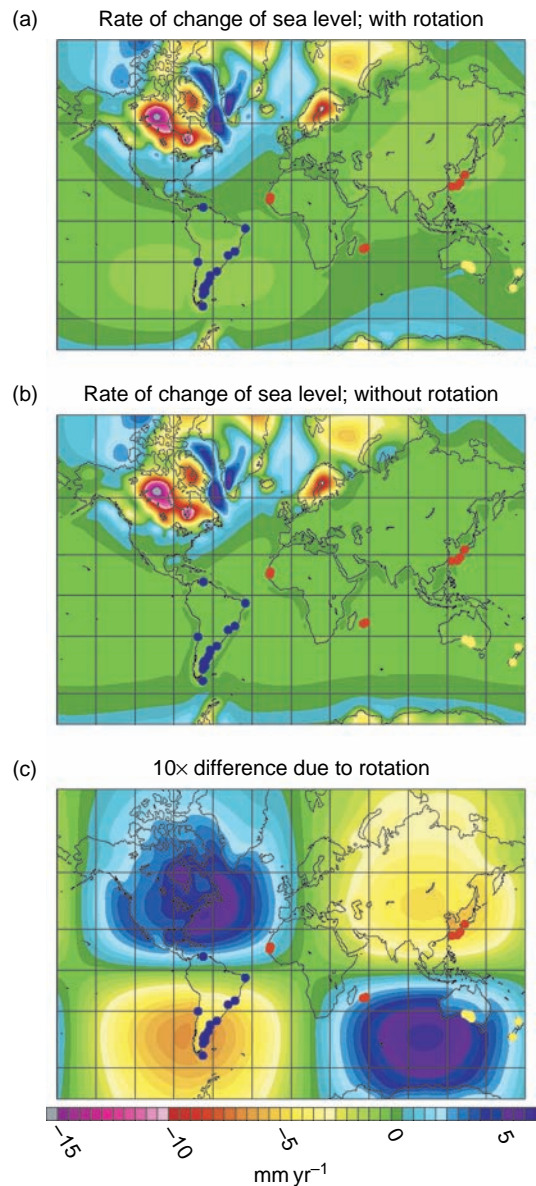 (a) Rate of change of sea level; with rotation
(b) Rate of change of sea level; without rotation
(c) 10× difference due to rotation
−15 −10 −5 0 5
mm yr⁻¹